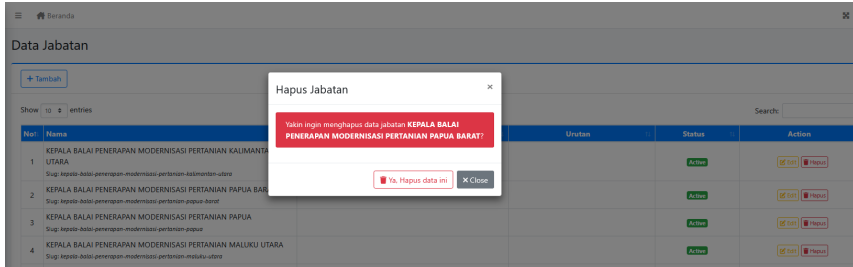 Beranda
Data Jabatan
+ Tambah
Show 10 entries
Search:
No Nama Urutan Status Action
KEPALA BALAI PENERAPAN MODERNISASI PERTANIAN KALIMANTA
1 UTARA Active Edit Hapus
Slug: kepala-balai-penerapan-modernisasi-pertanian-kalimantan-utara
KEPALA BALAI PENERAPAN MODERNISASI PERTANIAN PAPUA BAR
2 Active Edit Hapus
Slug: kepala-balai-penerapan-modernisasi-pertanian-papua-barat
KEPALA BALAI PENERAPAN MODERNISASI PERTANIAN PAPUA
3 Active Edit Hapus
Slug: kepala-balai-penerapan-modernisasi-pertanian-papua
KEPALA BALAI PENERAPAN MODERNISASI PERTANIAN MALUKU UTARA
4 Active Edit Hapus
Slug: kepala-balai-penerapan-modernisasi-pertanian-maluku-utara
Hapus Jabatan ×
Yakin ingin menghapus data jabatan KEPALA BALAI
PENERAPAN MODERNISASI PERTANIAN PAPUA BARAT?
Ya, Hapus data ini × Close